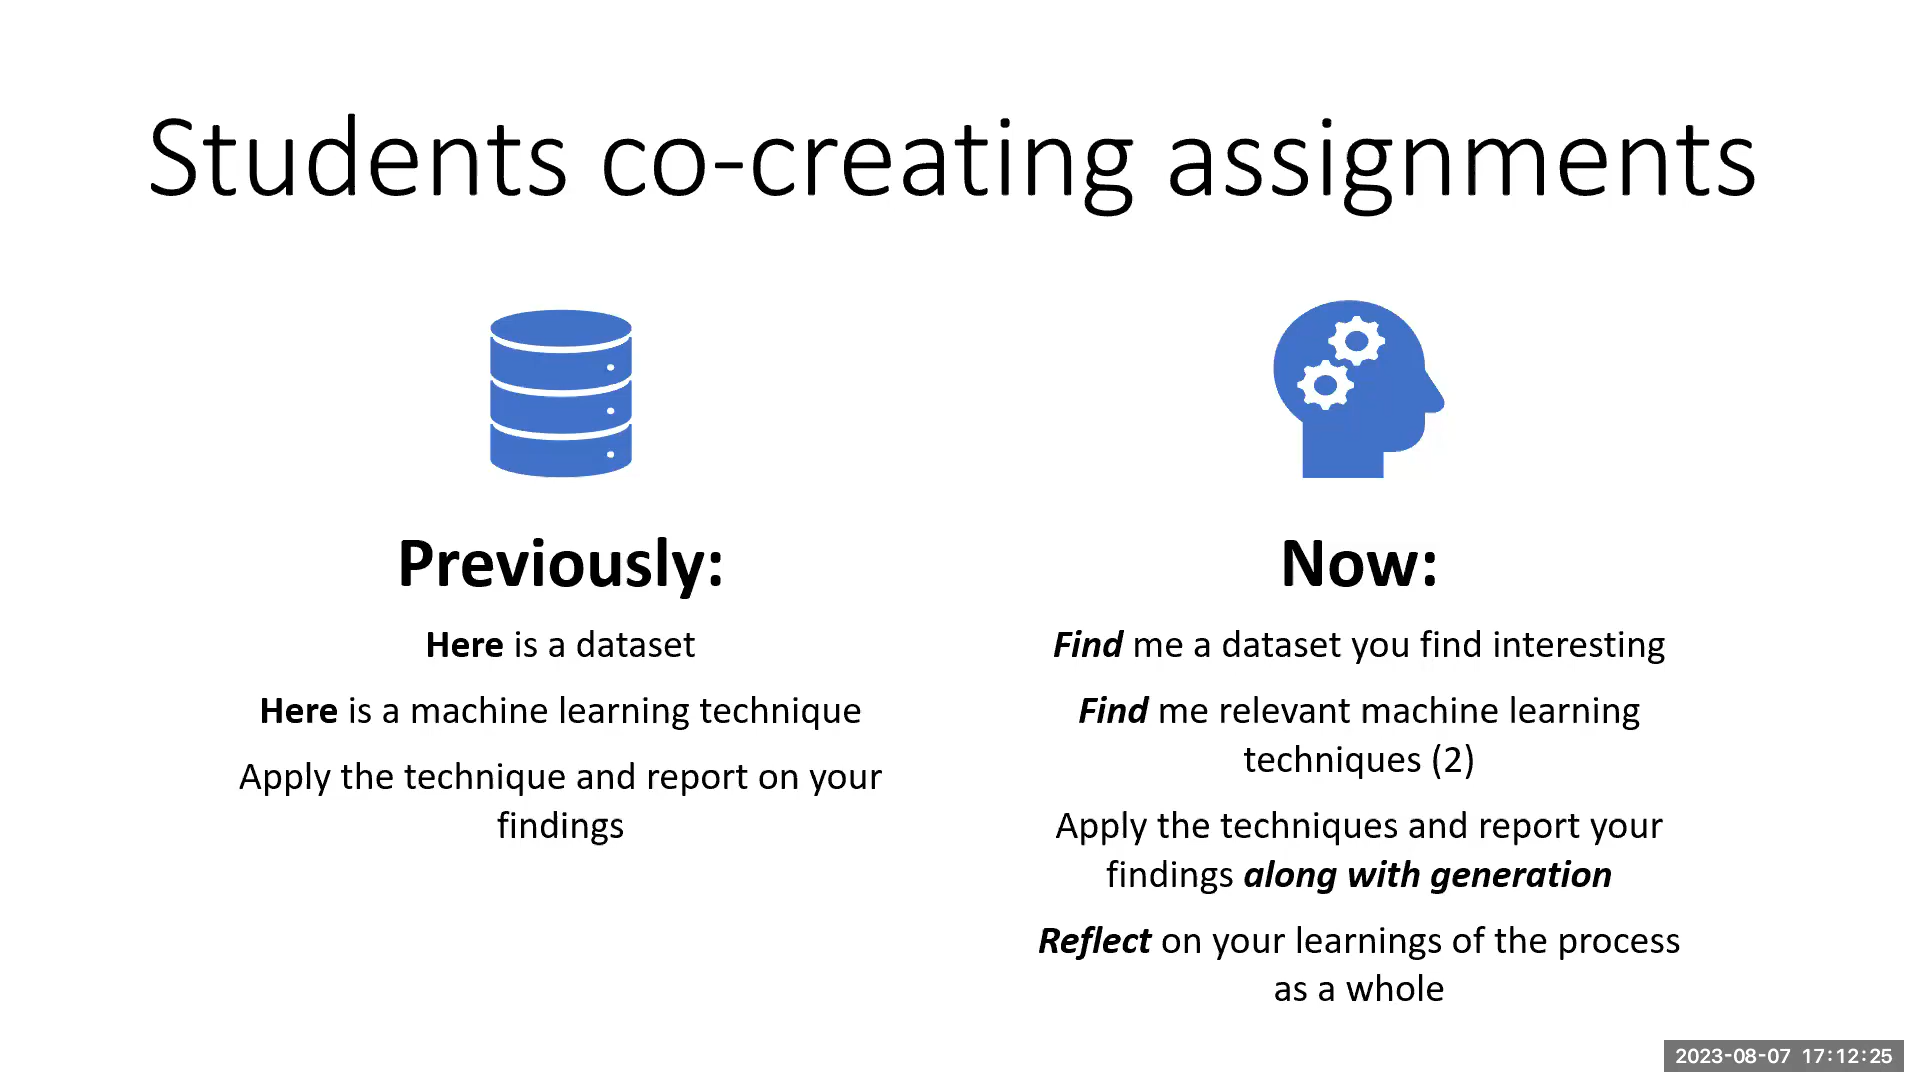 Students co-creating assignments
Previously:
Here is a dataset
Here is a machine learning technique
Apply the technique and report on your
findings
Now:
Find me a dataset you find interesting
Find me relevant machine learning
techniques (2)
Apply the techniques and report your
findings along with generation
Reflect on your learnings of the process
as a whole
2023-08-07 17:12:25